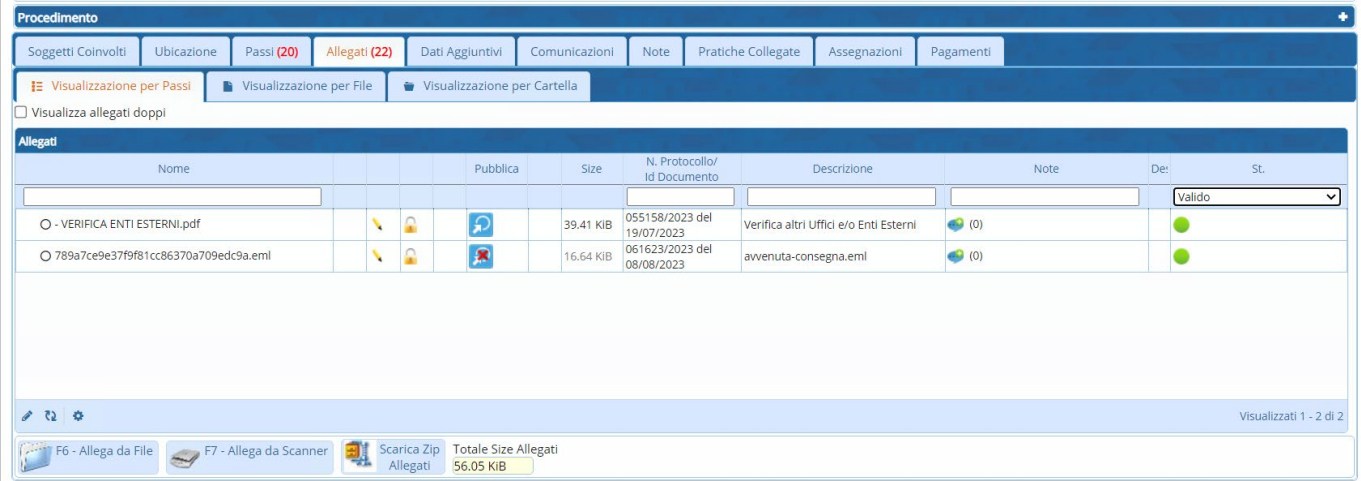 Procedimento
Soggetti Coinvolti Ubicazione Passi (20) Allegati (22) Dati Aggiuntivi Comunicazioni Note Pratiche Collegate Assegnazioni Pagamenti
Visualizzazione per Passi Visualizzazione per File Visualizzazione per Cartella
Visualizza allegati doppi
Allegati
Nome Pubblica Size N. Protocollo/ Descrizione Note De: St.
Id Documento
Valido
- VERIFICA ENTI ESTERNI.pdf 39.41 KiB 055158/2023 del Verifica altri Uffici e/o Enti Esterni (0)
19/07/2023
789a7ce9e37f9f81cc86370a709edc9a.eml 16.64 KiB 061623/2023 del avvenuta-consegna.eml (0)
08/08/2023
Visualizzati 1 - 2 di 2
F6 - Allega da File F7 - Allega da Scanner Scarica Zip Totale Size Allegati
Allegati 56.05 KiB